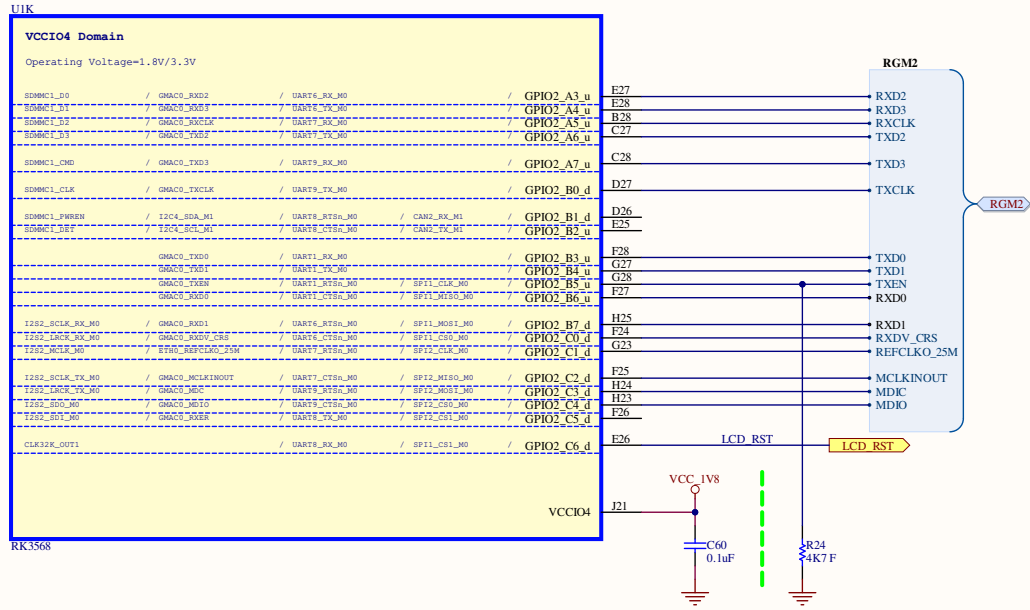 U1K
VCCIO4 Domain
Operating Voltage=1.8V/3.3V
RGM2
SDMMC1_D0 / GMAC0_RXD2 / UART6_RX_M0 / GPIO2_A3_u E27 RXD2
SDMMC1_D1 / GMAC0_RXD3 / UART6_TX_M0 / GPIO2_A4_u E28 RXD3
SDMMC1_D2 / GMAC0_RXCLK / UART7_RX_M0 / GPIO2_A5_u B28 RXCLK
SDMMC1_D3 / GMAC0_TXD2 / UART7_TX_M0 / GPIO2_A6_u C27 TXD2
SDMMC1_CMD / GMAC0_TXD3 / UART9_RX_M0 / GPIO2_A7_u C28 TXD3
SDMMC1_CLK / GMAC0_TXCLK / UART9_TX_M0 / GPIO2_B0_d D27 TXCLK
RGM2
SDMMC1_PWREN / I2C4_SDA_M1 / UART8_RTSn_M0 / CAN2_RX_M1 / GPIO2_B1_d D26
SDMMC1_DET / I2C4_SCL_M1 / UART8_CTSn_M0 / CAN2_TX_M1 / GPIO2_B2_u E25
GMAC0_TXD0 / UART1_RX_M0 / GPIO2_B3_u F28 TXD0
GMAC0_TXD1 / UART1_TX_M0 / GPIO2_B4_u G27 TXD1
GMAC0_TXEN / UART1_RTSn_M0 / SPI1_CLK_M0 / GPIO2_B5_u G28 TXEN
GMAC0_RXD0 / UART1_CTSn_M0 / SPI1_MISO_M0 / GPIO2_B6_u F27 RXD0
I2S2_SCLK_RX_M0 / GMAC0_RXD1 / UART6_RTSn_M0 / SPI1_MOSI_M0 / GPIO2_B7_d H25 RXD1
I2S2_LRCK_RX_M0 / GMAC0_RXDV_CRS / UART6_CTSn_M0 / SPI1_CS0_M0 / GPIO2_C0_d F24 RXDV_CRS
I2S2_MCLK_M0 / ETH0_REFCLKO_25M / UART7_RTSn_M0 / SPI2_CLK_M0 / GPIO2_C1_d G23 REFCLKO_25M
I2S2_SCLK_TX_M0 / GMAC0_MCLKINOUT / UART7_CTSn_M0 / SPI2_MISO_M0 / GPIO2_C2_d F25 MCLKINOUT
I2S2_LRCK_TX_M0 / GMAC0_MDC / UART9_RTSn_M0 / SPI2_MOSI_M0 / GPIO2_C3_d H24 MDIC
I2S2_SDO_M0 / GMAC0_MDIO / UART9_CTSn_M0 / SPI2_CS0_M0 / GPIO2_C4_d H23 MDIO
I2S2_SDI_M0 / GMAC0_RXER / UART8_TX_M0 / SPI2_CS1_M0 / GPIO2_C5_d F26
CLK32K_OUT1 / UART8_RX_M0 / SPI1_CS1_M0 / GPIO2_C6_d E26 LCD_RST LCD_RST
VCC_1V8
VCCIO4 J21
RK3568
C60
0.1uF
R24
4K7 F